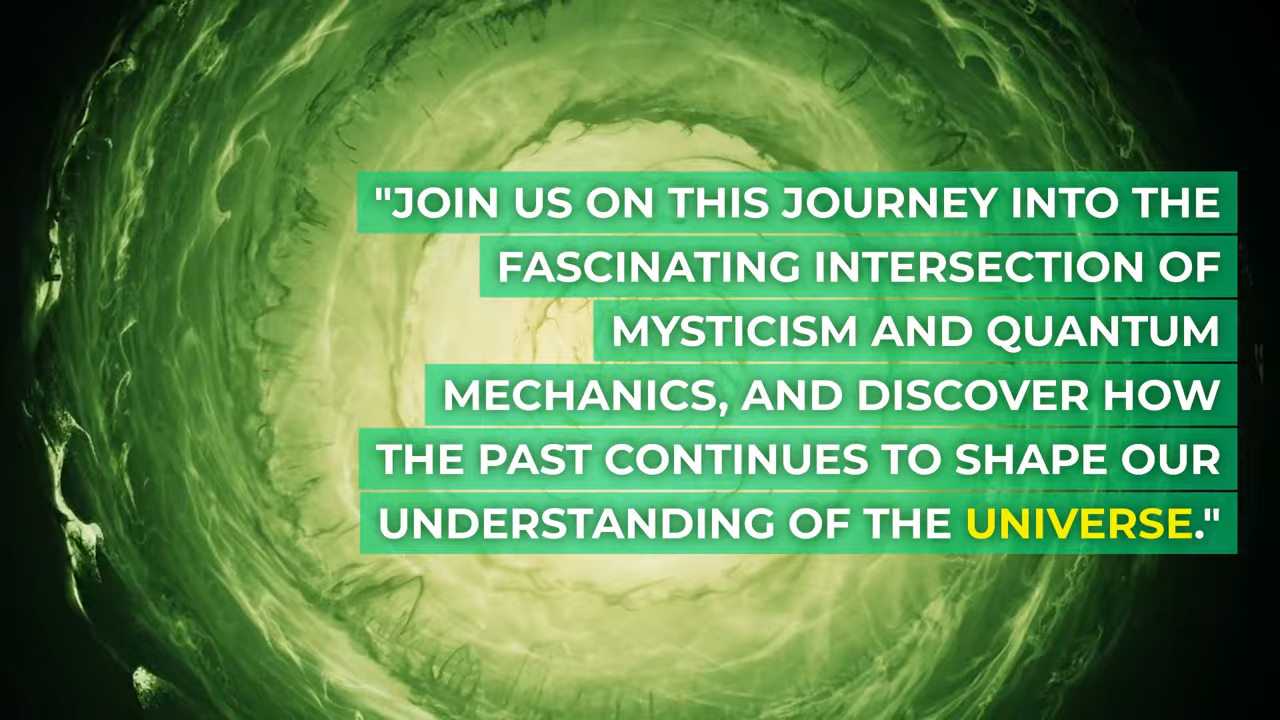 "JOIN US ON THIS JOURNEY INTO THE
FASCINATING INTERSECTION OF
MYSTICISM AND QUANTUM
MECHANICS, AND DISCOVER HOW
THE PAST CONTINUES TO SHAPE OUR
UNDERSTANDING OF THE UNIVERSE."